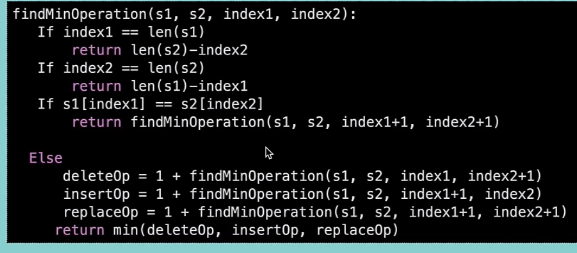 findMinOperation(s1, s2, index1, index2):
If index1 == len(s1)
return len(s2)-index2
If index2 == len(s2)
return len(s1)-index1
If s1[index1] == s2[index2]
return findMinOperation(s1, s2, index1+1, index2+1)
Else
deleteOp = 1 + findMinOperation(s1, s2, index1, index2+1)
insertOp = 1 + findMinOperation(s1, s2, index1+1, index2)
replaceOp = 1 + findMinOperation(s1, s2, index1+1, index2+1)
return min(deleteOp, insertOp, replaceOp)